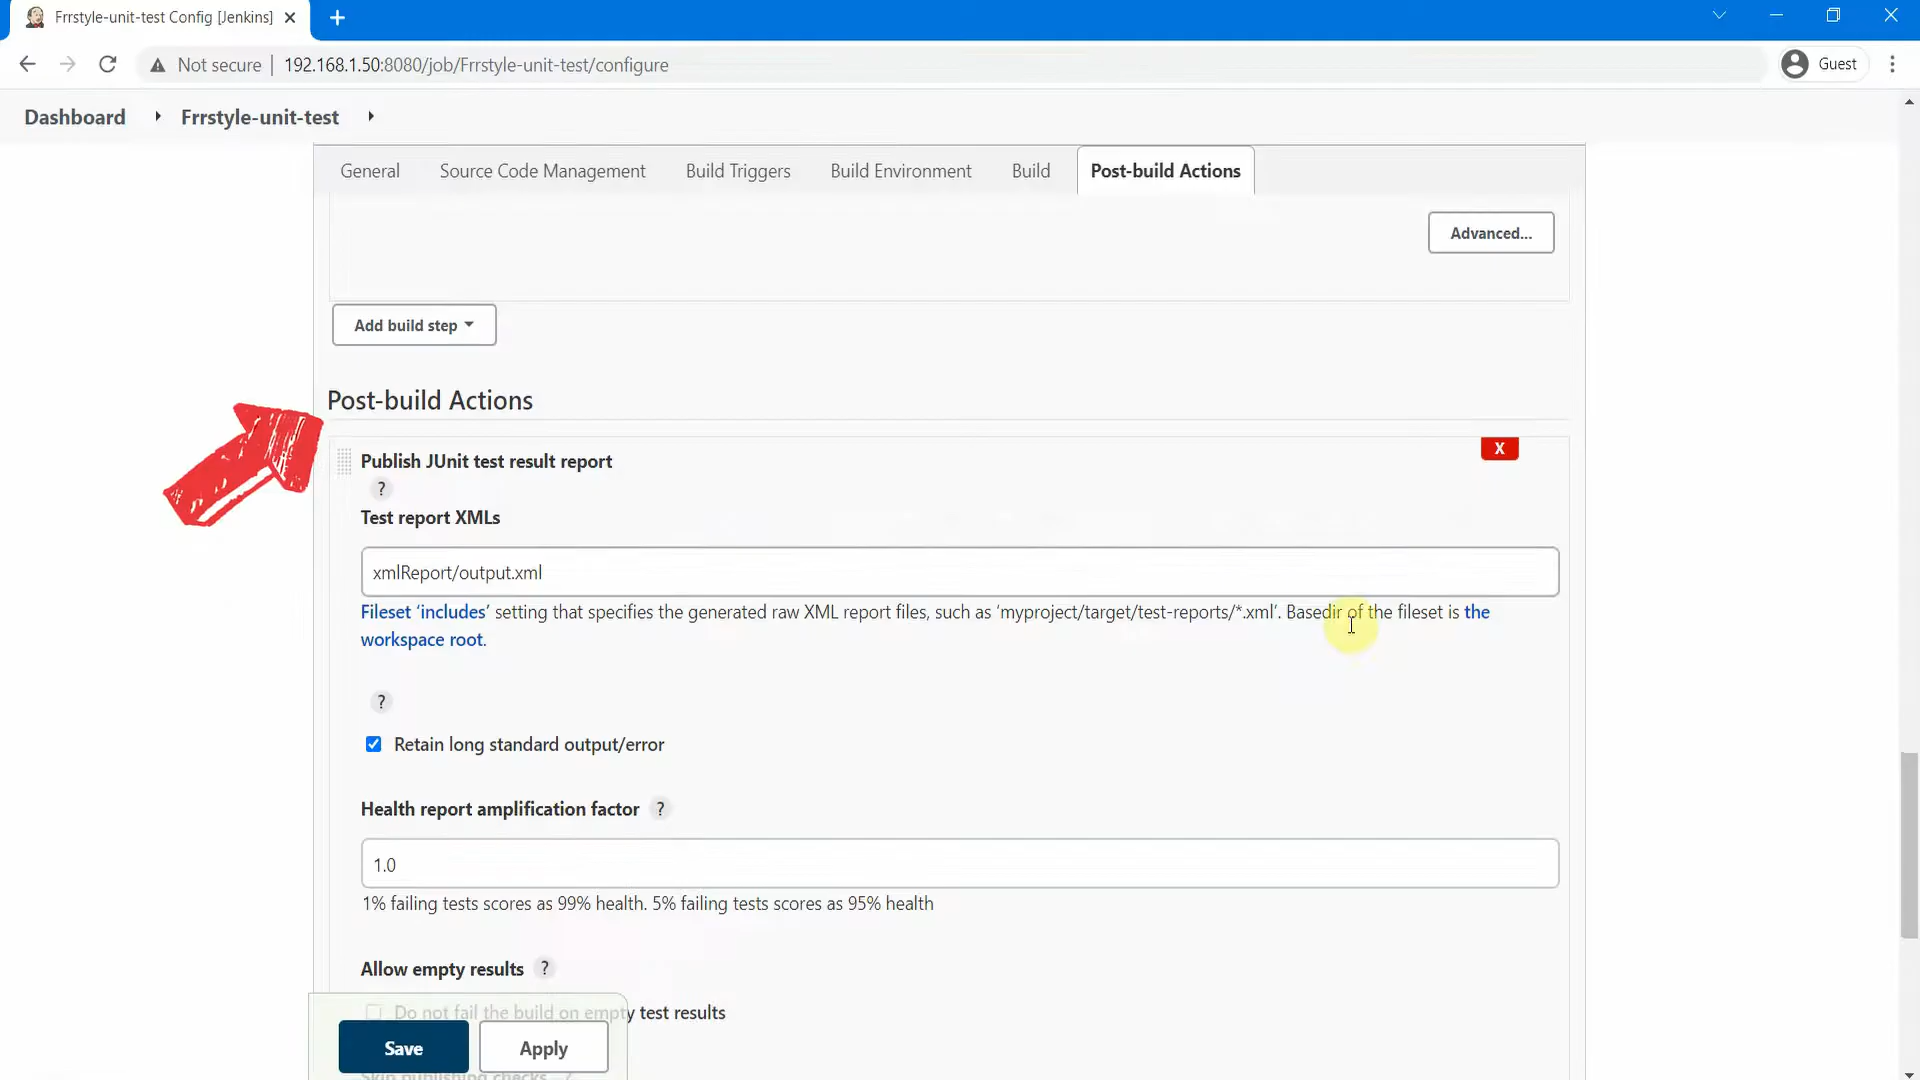 Frrstyle-unit-test Config [Jenkins]
Not secure | 192.168.1.50:8080/job/Frrstyle-unit-test/configure
Guest
Dashboard
Frrstyle-unit-test
General
Source Code Management
Build Triggers
Build Environment
Build
Post-build Actions
Advanced...
Add build step
Post-build Actions
X
Publish JUnit test result report
?
Test report XMLs
xmlReport/output.xml
Fileset ‘includes’ setting that specifies the generated raw XML report files, such as ‘myproject/target/test-reports/*.xml’. Basedir of the fileset is the
workspace root.
?
Retain long standard output/error
Health report amplification factor ?
1.0
1% failing tests scores as 99% health. 5% failing tests scores as 95% health
Allow empty results ?
Do not fail the build on empty test results
Save
Apply
Skip publishing checks ?